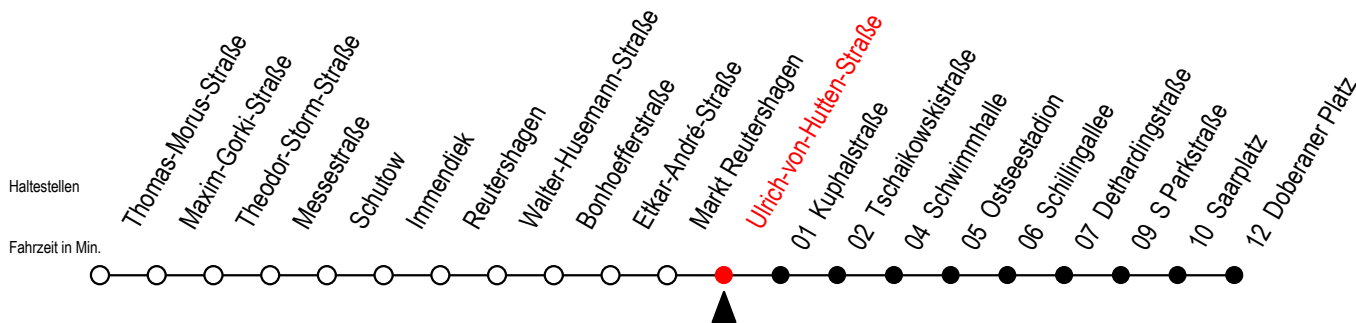 Haltestellen
Fahrzeit in Min.
Thomas-Morus-Straße
Maxim-Gorki-Straße
Theodor-Storm-Straße
Messestraße
Schutow
Immendiek
Reutershagen
Walter-Husemann-Straße
Bonhoefferstraße
Etkar-André-Straße
Markt Reutershagen
Ulrich-von-Hutten-Straße
01 Kuphalstraße
02 Tschaikowskistraße
04 Schwimmhalle
05 Ostseestadion
06 Schillingallee
07 Dethardingstraße
09 S Parkstraße
10 Saarplatz
12 Doberaner Platz